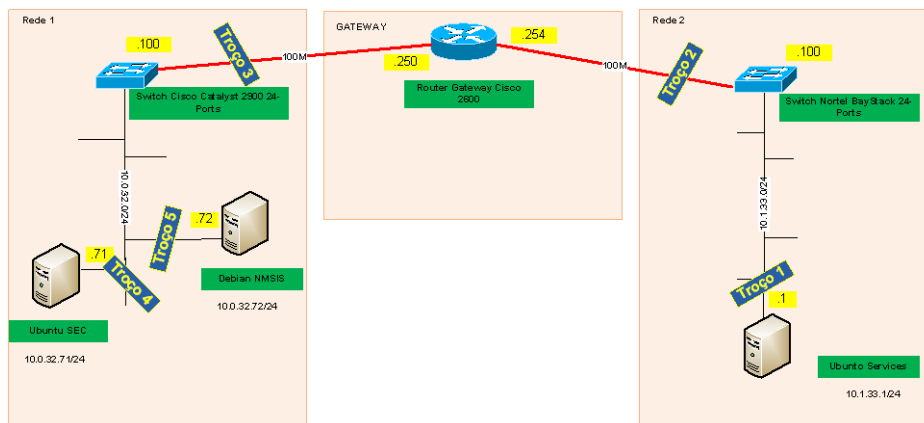 Rede 1
.100
Troço 3
100M
Switch Cisco Catalyst 2900 24-
Ports
10.0.32.0/24
.71
Troço 4
Troço 5
.72
Debian NMSIS
10.0.32.72/24
Ubuntu SEC
10.0.32.71/24
GATEWAY
.250
.254
Router Gateway Cisco
2600
100M
Rede 2
Troço 2
.100
Switch Nortel BayStack 24-
Ports
10.1.33.0/24
Troço 1
.1
Ubunto Services
10.1.33.1/24